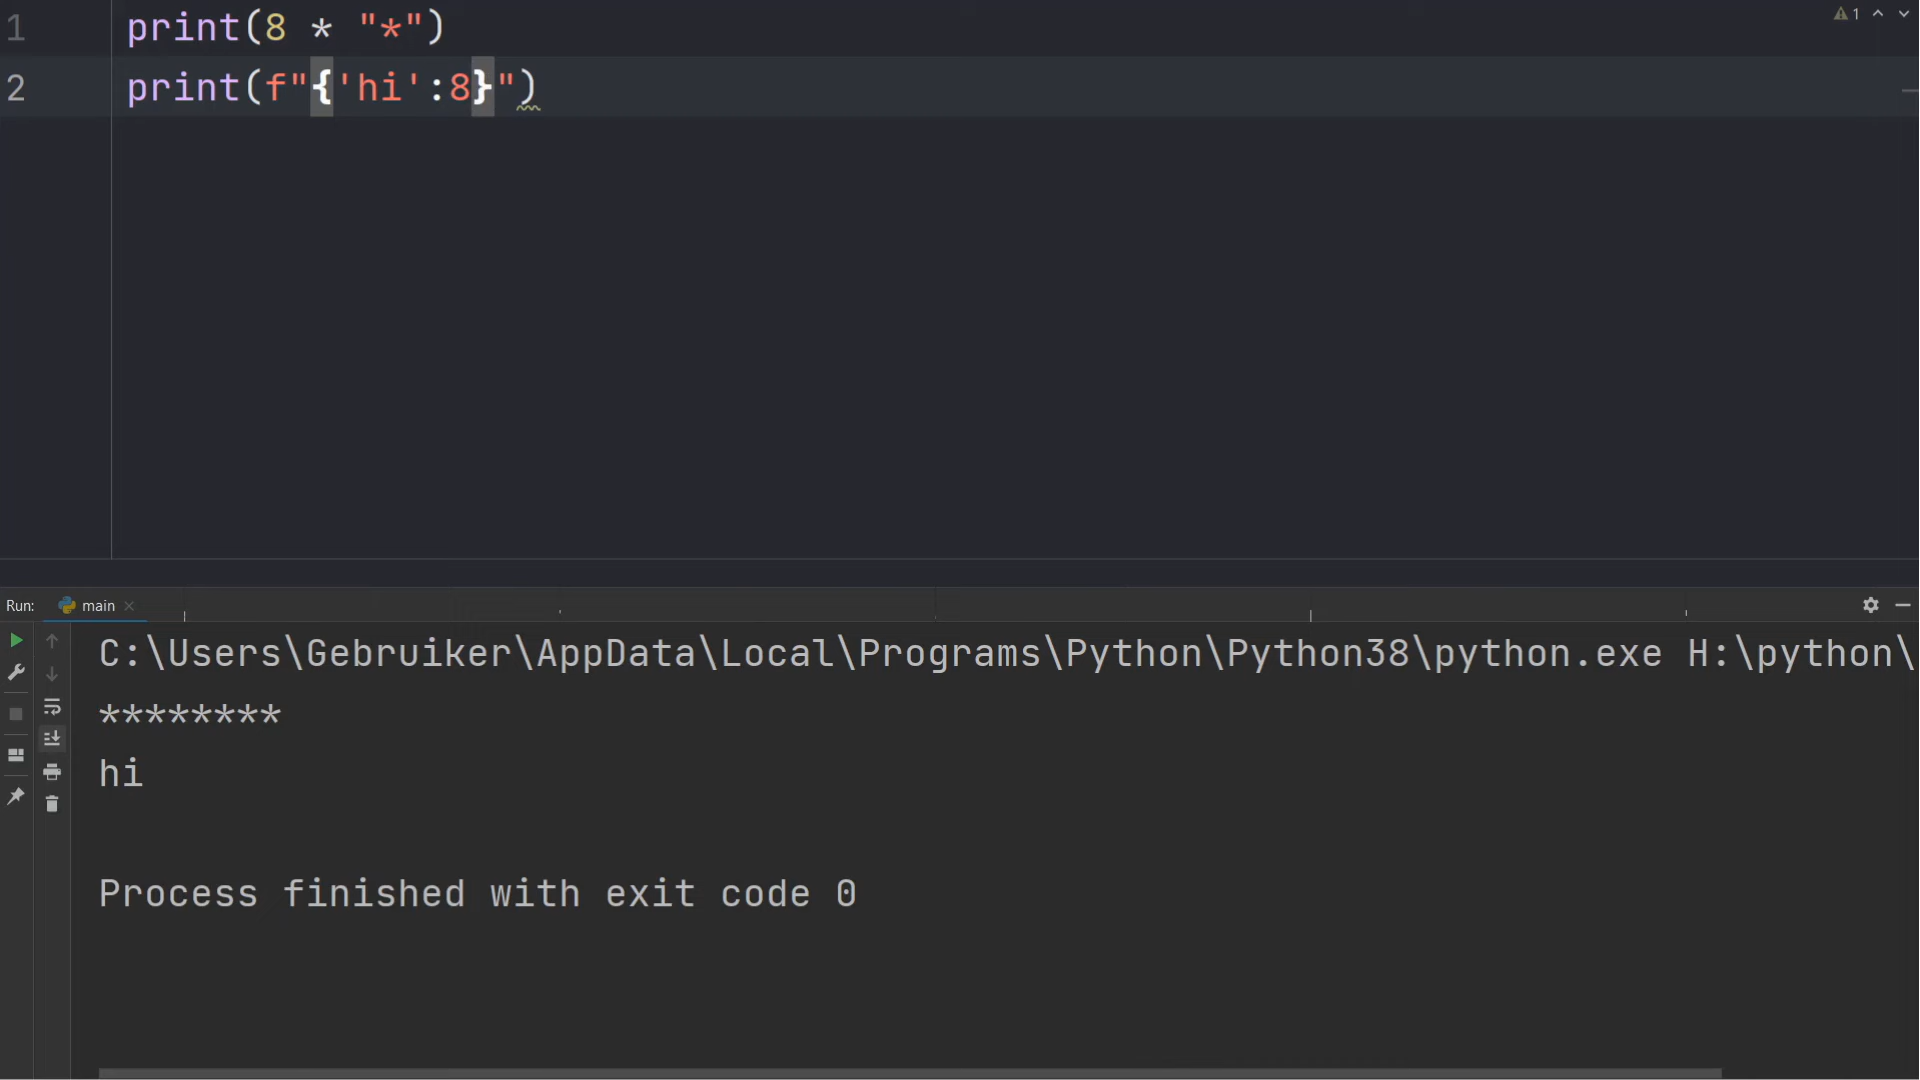 1 print(8 * "*")
2 print(f"{'hi':8}")
1
Run: main
C:\Users\Gebruiker\AppData\Local\Programs\Python\Python38\python.exe H:\python\
********
hi
Process finished with exit code 0